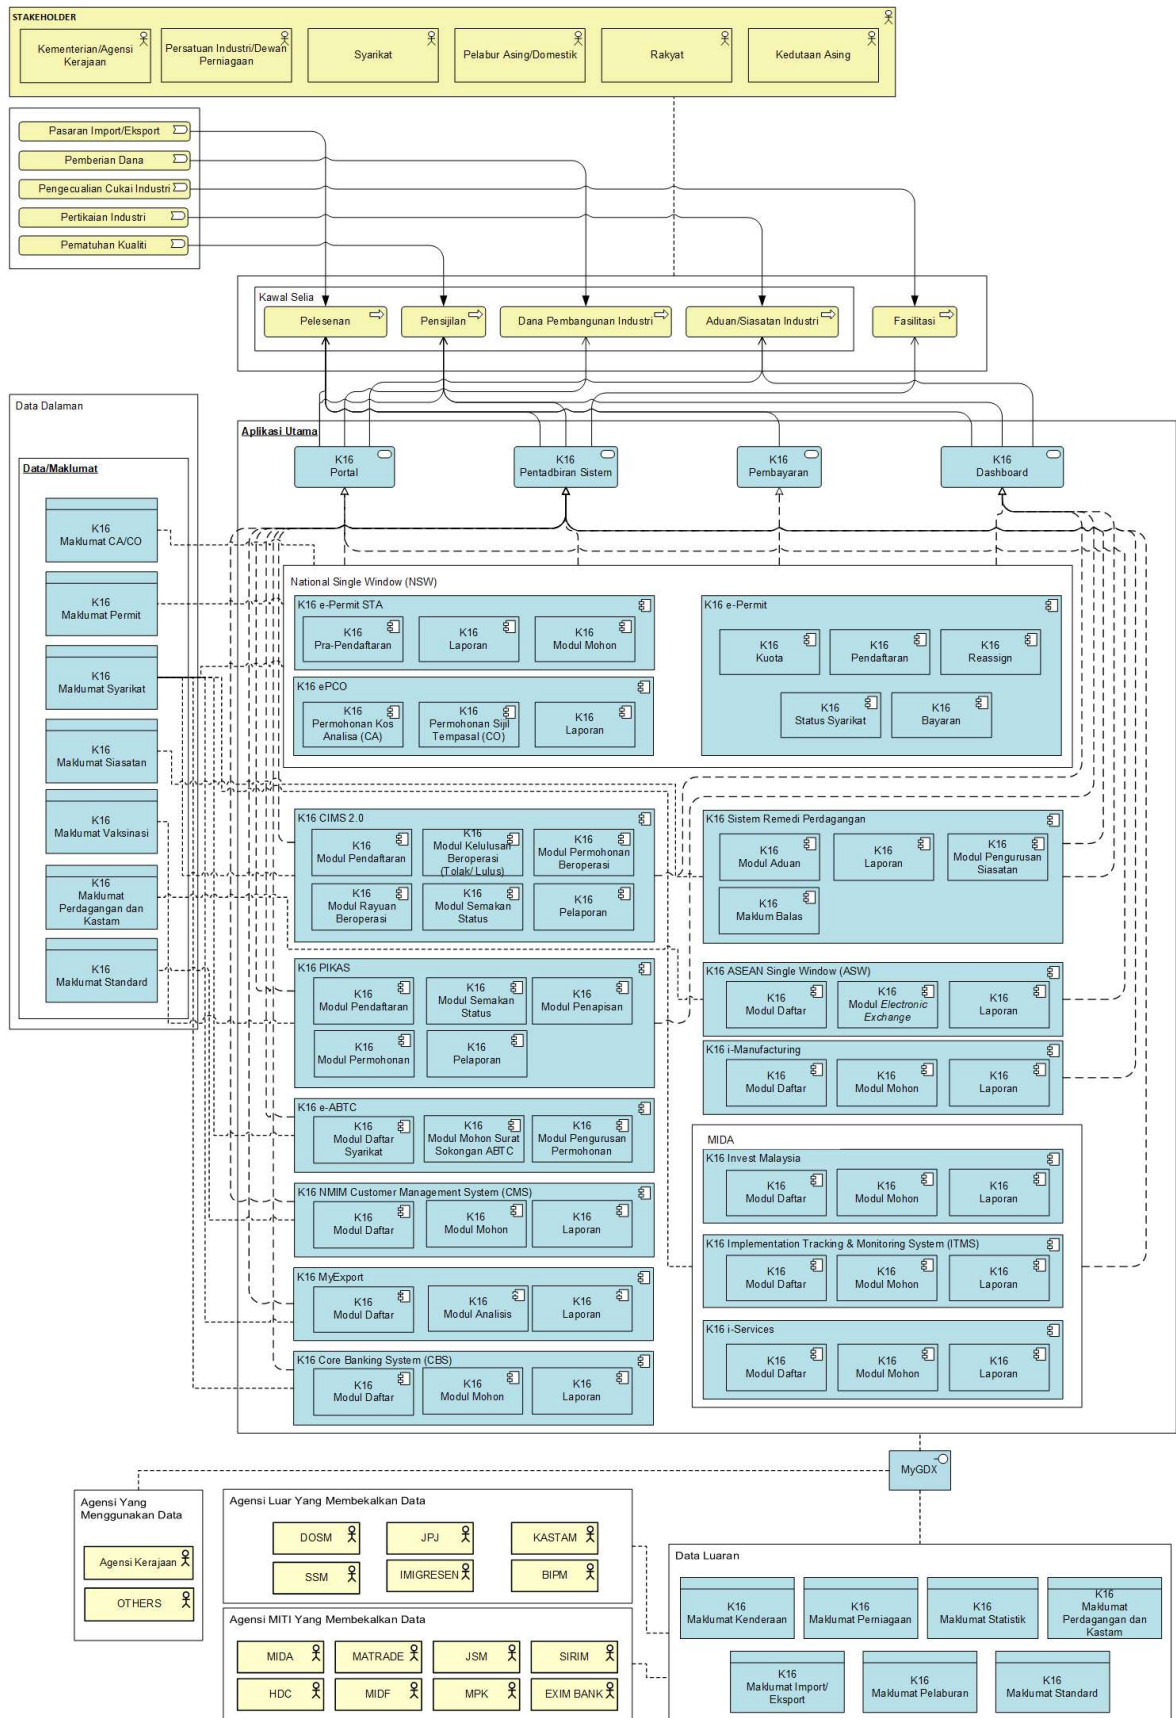 STAKEHOLDER
Kementerian/Agensi
Kerajaan
Persatuan Industri/Dewan
Perniagaan
Syarikat
Pelabur Asing/Domestik
Rakyat
Kedutaan Asing
Pasaran Import/Eksport
Pemberian Dana
Pengecualian Cukai Industri
Pertikaian Industri
Pematuhan Kualiti
Kawal Selia
Pelesenan
Pensijilan
Dana Pembangunan Industri
Aduan/Siasatan Industri
Fasilitasi
Data Dalaman
Data/Maklumat
K16
Maklumat CA/CO
K16
Maklumat Permit
K16
Maklumat Syarikat
K16
Maklumat Siasatan
K16
Maklumat Vaksinasi
K16
Maklumat
Perdagangan dan
Kastam
K16
Maklumat Standard
Aplikasi Utama
K16
Portal
K16
Pentadbiran Sistem
K16
Pembayaran
K16
Dashboard
National Single Window (NSW)
K16 e-Permit STA
K16
Pra-Pendaftaran
K16
Laporan
K16
Modul Mohon
K16 ePCO
K16
Permohonan Kos
Analisa (CA)
K16
Permohonan Sijil
Tempasal (CO)
K16
Laporan
K16 e-Permit
K16
Kuota
K16
Pendaftaran
K16
Reassign
K16
Status Syarikat
K16
Bayaran
K16 CIMS 2.0
K16
Modul Pendaftaran
K16
Modul Kelulusan
Beroperasi
(Tolak/ Lulus)
K16
Modul Permohonan
Beroperasi
K16
Modul Rayuan
Beroperasi
K16
Modul Semakan
Status
K16
Pelaporan
K16 Sistem Remedi Perdagangan
K16
Modul Aduan
K16
Laporan
K16
Modul Pengurusan
Siasatan
K16
Maklum Balas
K16 PIKAS
K16
Modul Pendaftaran
K16
Modul Semakan
Status
K16
Modul Penapisan
K16
Modul Permohonan
K16
Pelaporan
K16 ASEAN Single Window (ASW)
K16
Modul Daftar
K16
Modul Electronic
Exchange
K16
Laporan
K16 i-Manufacturing
K16
Modul Daftar
K16
Modul Mohon
K16
Laporan
K16 e-ABTC
K16
Modul Daftar
Syarikat
K16
Modul Mohon Surat
Sokongan ABTC
K16
Modul Pengurusan
Permohonan
MIDA
K16 Invest Malaysia
K16
Modul Daftar
K16
Modul Mohon
K16
Laporan
K16 NMIM Customer Management System (CMS)
K16
Modul Daftar
K16
Modul Mohon
K16
Laporan
K16 Implementation Tracking & Monitoring System (ITMS)
K16
Modul Daftar
K16
Modul Mohon
K16
Laporan
K16 MyExport
K16
Modul Daftar
K16
Modul Analisis
K16
Laporan
K16 i-Services
K16
Modul Daftar
K16
Modul Mohon
K16
Laporan
K16 Core Banking System (CBS)
K16
Modul Daftar
K16
Modul Mohon
K16
Laporan
MyGDX
Agensi Yang
Menggunakan Data
Agensi Kerajaan
OTHERS
Agensi Luar Yang Membekalkan Data
DOSM
JPJ
KASTAM
SSM
IMIGRESEN
BIPM
Agensi MITI Yang Membekalkan Data
MIDA
MATRADE
JSM
SIRIM
HDC
MIDF
MPK
EXIM BANK
Data Luaran
K16
Maklumat Kenderaan
K16
Maklumat Perniagaan
K16
Maklumat Statistik
K16
Maklumat
Perdagangan dan
Kastam
K16
Maklumat Import/
Eksport
K16
Maklumat Pelaburan
K16
Maklumat Standard